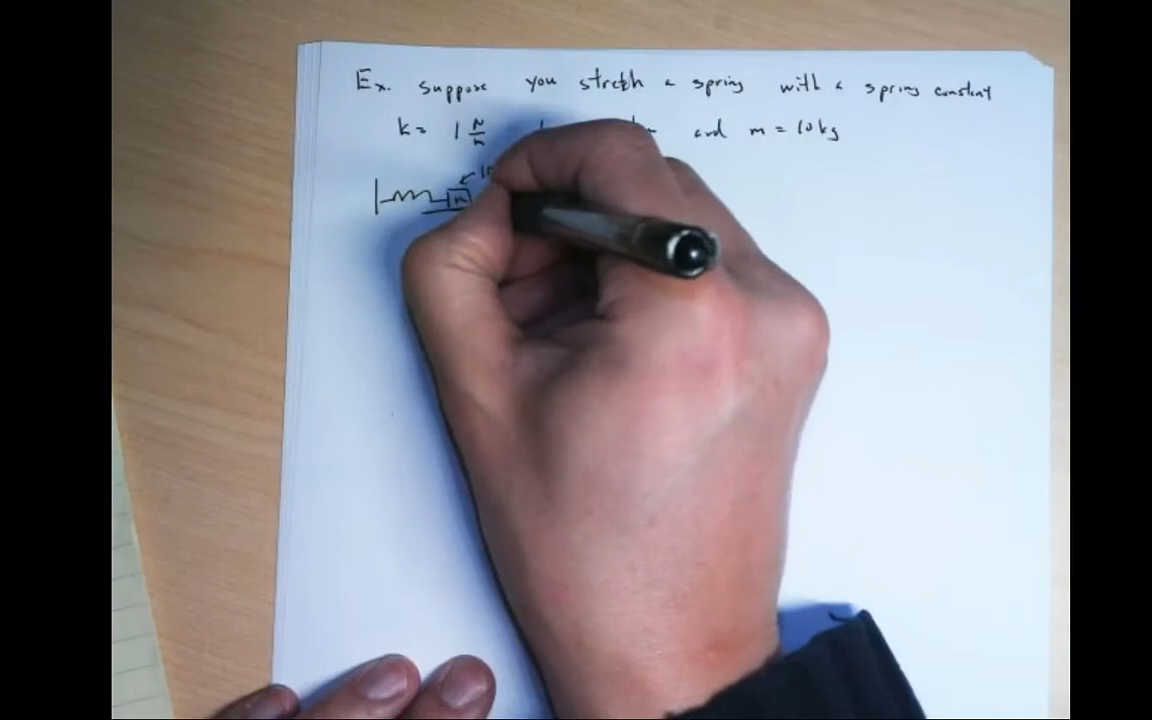 Ex. Suppose you stretch a spring with a spring constant
k = 1 N/m and m = 10 kg
m